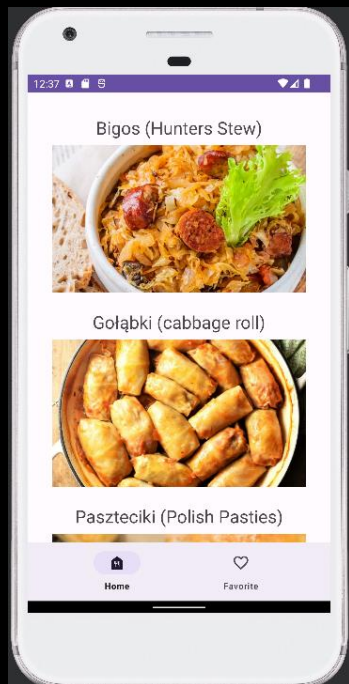 12:37
Bigos (Hunters Stew)
Gołąbki (cabbage roll)
Paszteciki (Polish Pasties)
Home
Favorite